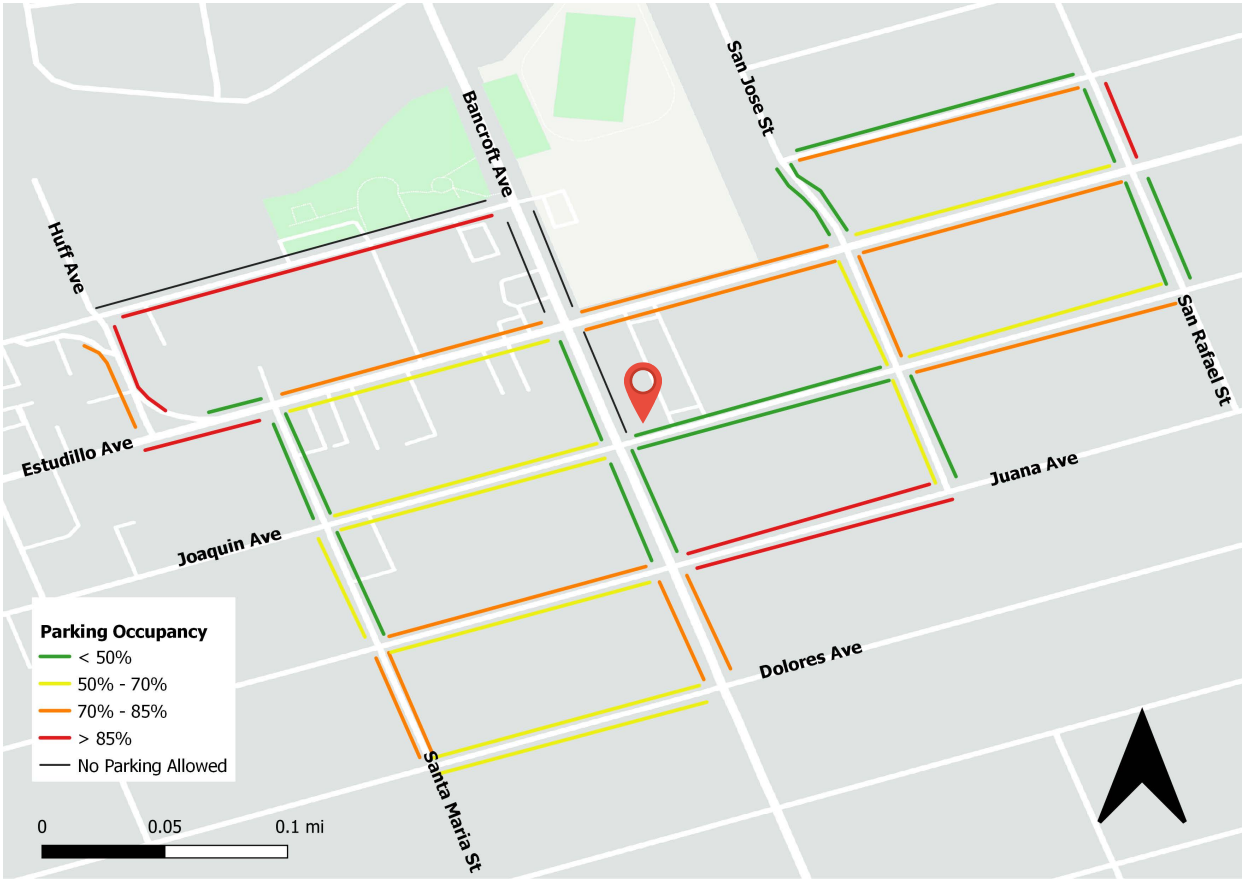 San Jose St
Bancroft Ave
Huff Ave
San Rafael St
Estudillo Ave
Juana Ave
Joaquin Ave
Dolores Ave
Santa Maria St
Parking Occupancy
< 50%
50% - 70%
70% - 85%
> 85%
No Parking Allowed
0 0.05 0.1 mi